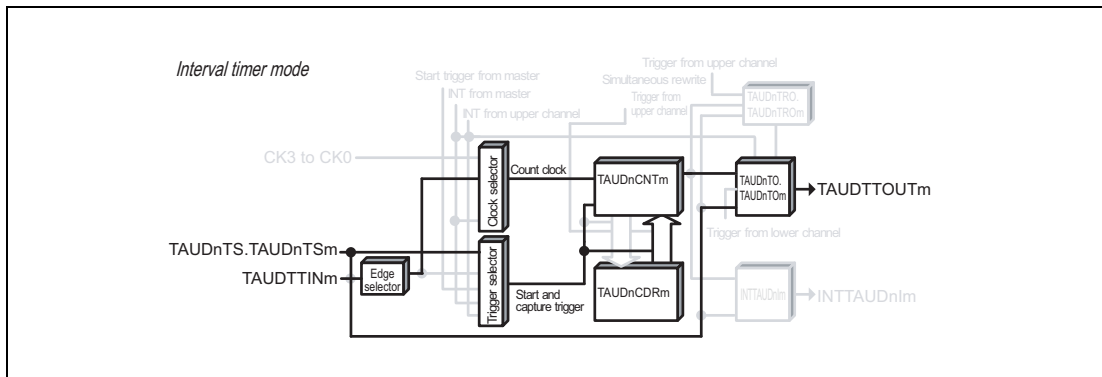 Interval timer mode
Start trigger from master
INT from master
INT from upper channel
Trigger from upper channel
Simultaneous rewrite
Trigger from
upper channel
TAUDnTRO.
TAUDnTROm
CK3 to CK0
Clock selector
Count clock
TAUDnCNTm
TAUDnTO.
TAUDnTOm
TAUDTTOUTm
Trigger from lower channel
TAUDnTS.TAUDnTSm
TAUDTTINm
Edge
selector
Trigger selector
Start and
capture trigger
TAUDnCDRm
INTTAUDnIm
INTTAUDnIm